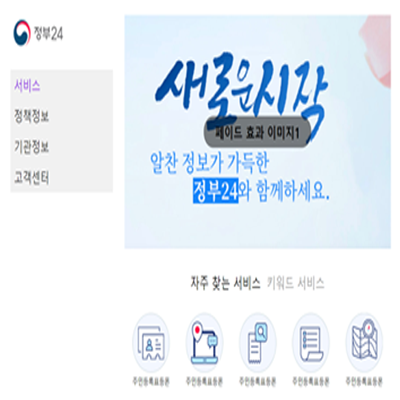 정부24
서비스
정책정보
기관정보
고객센터
새로운시작
페이드 효과 이미지1
알찬 정보가 가득한
정부24와 함께하세요.
자주 찾는 서비스 키워드 서비스
주민등록표등본 주민등록표등본 주민등록표등본 주민등록표등본 주민등록표등본